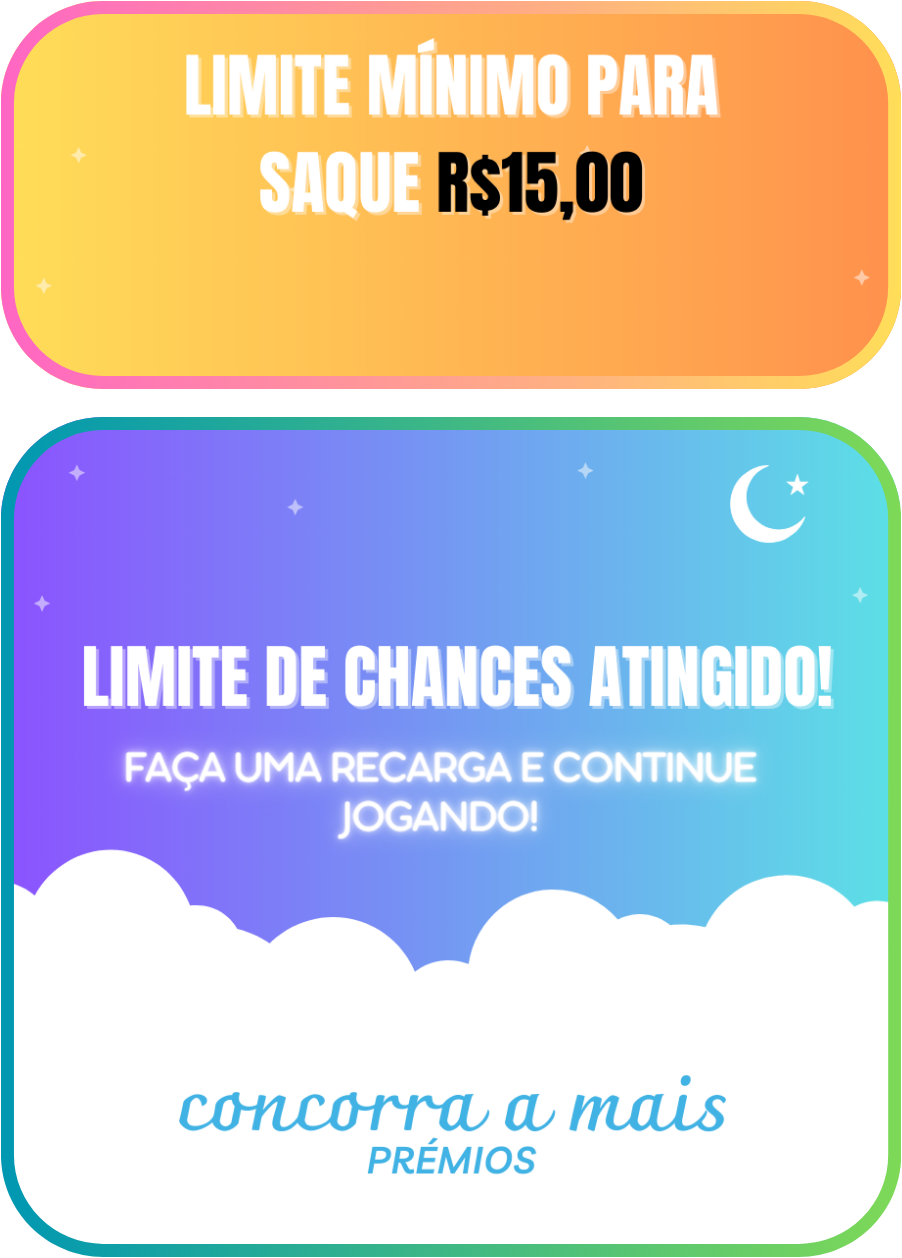 LIMITE MÍNIMO PARA
SAQUE R$15,00
LIMITE DE CHANCES ATINGIDO!
FAÇA UMA RECARGA E CONTINUE
JOGANDO!
concorra a mais
PRÉMIOS